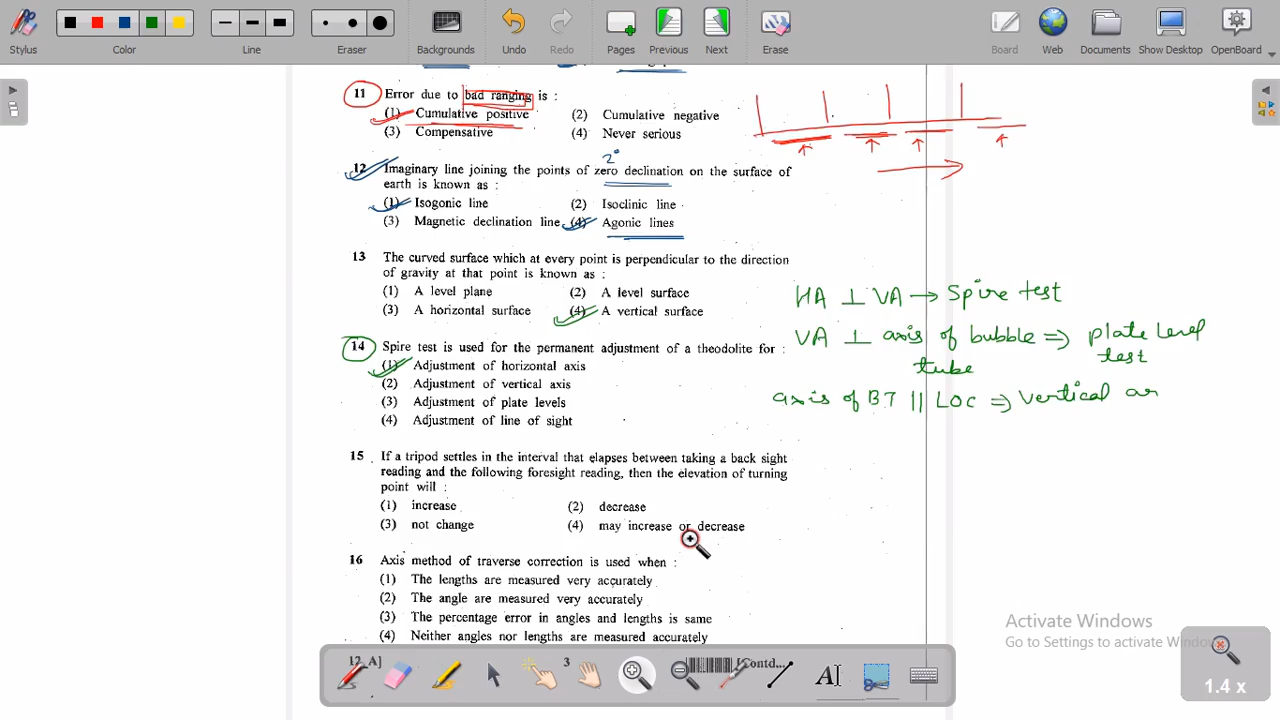 Stylus Color Line Eraser Backgrounds Undo Redo Pages Previous Next Erase Board Web Documents Show Desktop OpenBoard
11 Error due to bad ranging is :
(1) Cumulative positive (2) Cumulative negative
(3) Compensative (4) Never serious
12 Imaginary line joining the points of zero declination on the surface of
earth is known as :
(1) Isogonic line (2) Isoclinic line
(3) Magnetic declination line (4) Agonic lines
13 The curved surface which at every point is perpendicular to the direction
of gravity at that point is known as :
(1) A level plane (2) A level surface
(3) A horizontal surface (4) A vertical surface
HA ⊥ VA → Spire test
VA ⊥ axis of bubble ⇒ plate level
tube test
axis of BT || LOC ⇒ vertical ar
14 Spire test is used for the permanent adjustment of a theodolite for :
(1) Adjustment of horizontal axis
(2) Adjustment of vertical axis
(3) Adjustment of plate levels
(4) Adjustment of line of sight
15 If a tripod settles in the interval that elapses between taking a back sight
reading and the following foresight reading, then the elevation of turning
point will :
(1) increase (2) decrease
(3) not change (4) may increase or decrease
16 Axis method of traverse correction is used when :
(1) The lengths are measured very accurately
(2) The angle are measured very accurately
(3) The percentage error in angles and lengths is same
(4) Neither angles nor lengths are measured accurately
Activate Windows
Go to Settings to activate Windows
12 A] 3 [Contd...
1.4 x